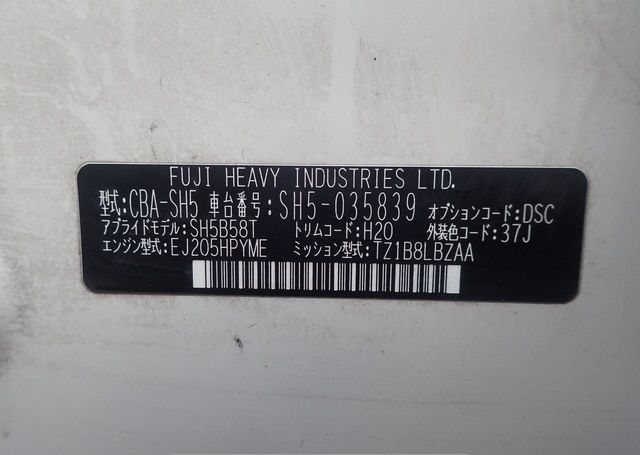 FUJI HEAVY INDUSTRIES LTD.
型式:CBA-SH5 車台番号:SH5-035839 オプションコード:DSC
アプライドモデル:SH5B58T トリムコード:H20 外装色コード:37J
エンジン型式:EJ205HPYME ミッション型式:TZ1B8LBZAA